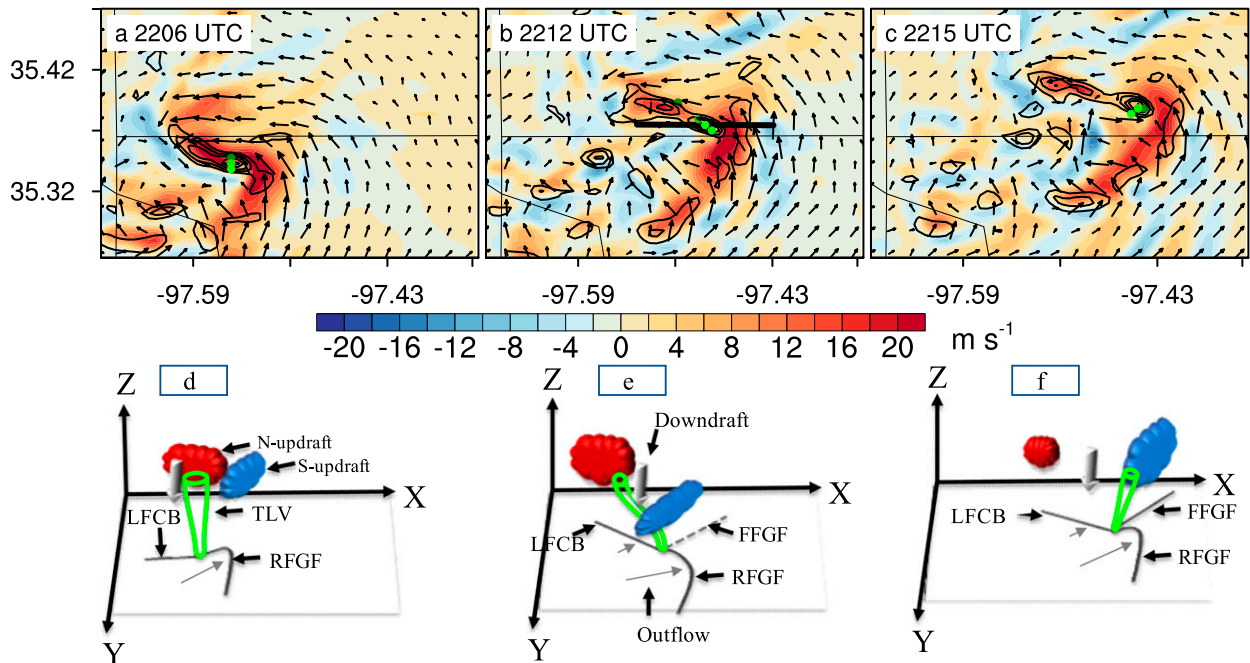 a 2206 UTC
b 2212 UTC
c 2215 UTC
35.42
35.32
-97.59
-97.43
-97.59
-97.43
-97.59
-97.43
-20 -16 -12 -8 -4 0 4 8 12 16 20
m s⁻¹
d
e
f
Z
N-updraft
S-updraft
X
LFCB
TLV
RFGF
Y
Z
Downdraft
X
LFCB
FFGF
RFGF
Outflow
Y
Z
X
LFCB
FFGF
RFGF
Y